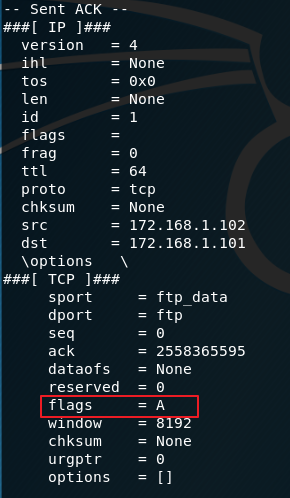 -- Sent ACK --
###[ IP ]###
  version   = 4
  ihl       = None
  tos       = 0x0
  len       = None
  id        = 1
  flags     =
  frag      = 0
  ttl       = 64
  proto     = tcp
  chksum    = None
  src       = 172.168.1.102
  dst       = 172.168.1.101
  \options   \
###[ TCP ]###
     sport     = ftp_data
     dport     = ftp
     seq       = 0
     ack       = 2558365595
     dataofs   = None
     reserved  = 0
     flags     = A
     window    = 8192
     chksum    = None
     urgptr    = 0
     options   = []